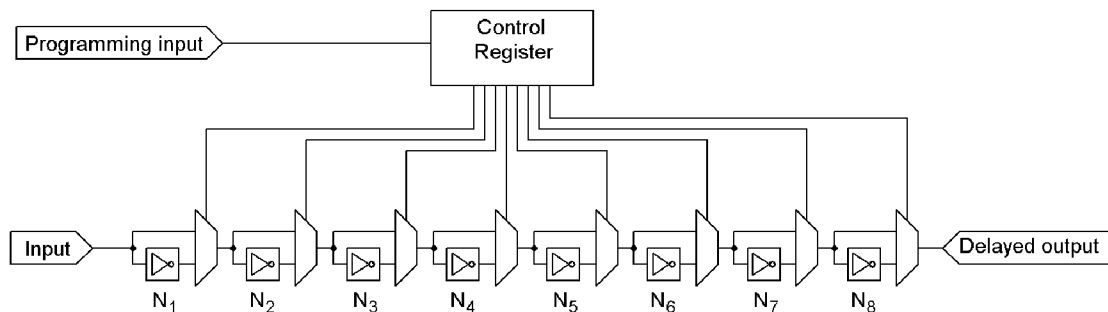 Programming input
Control
Register
Input
Delayed output
N1 N2 N3 N4 N5 N6 N7 N8